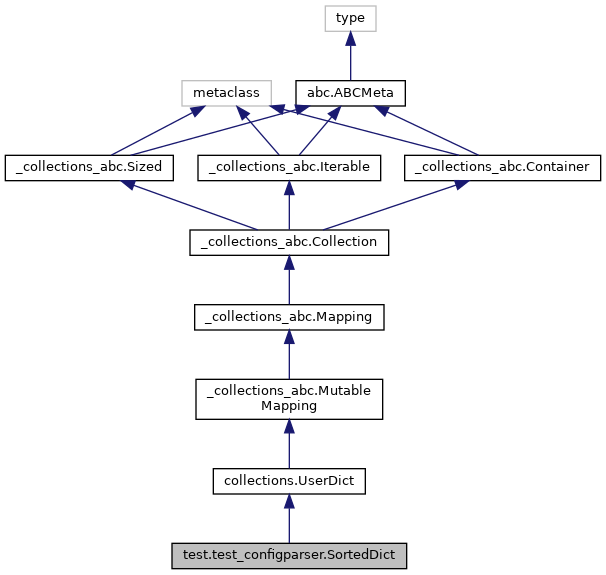 type
metaclass
abc.ABCMeta
_collections_abc.Sized
_collections_abc.Iterable
_collections_abc.Container
_collections_abc.Collection
_collections_abc.Mapping
_collections_abc.Mutable
Mapping
collections.UserDict
test.test_configparser.SortedDict